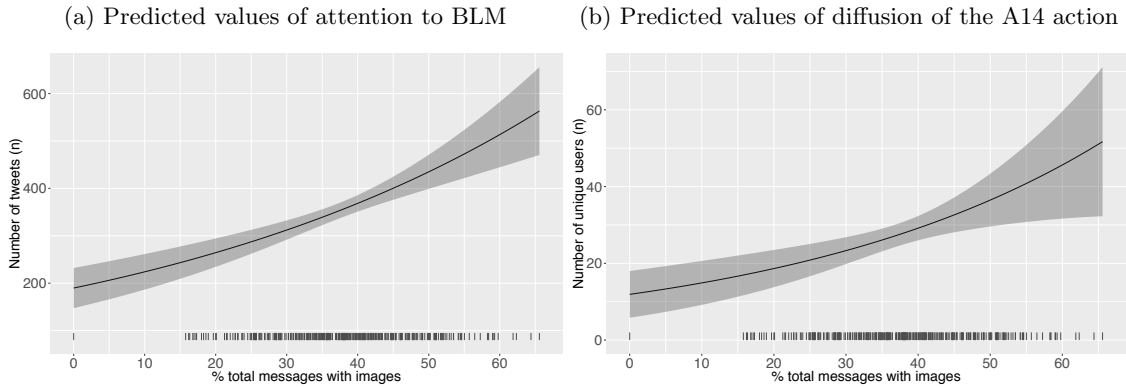 (a) Predicted values of attention to BLM
600
400
200
Number of tweets (n)
0 10 20 30 40 50 60
% total messages with images
(b) Predicted values of diffusion of the A14 action
60
40
20
0
Number of unique users (n)
0 10 20 30 40 50 60
% total messages with images